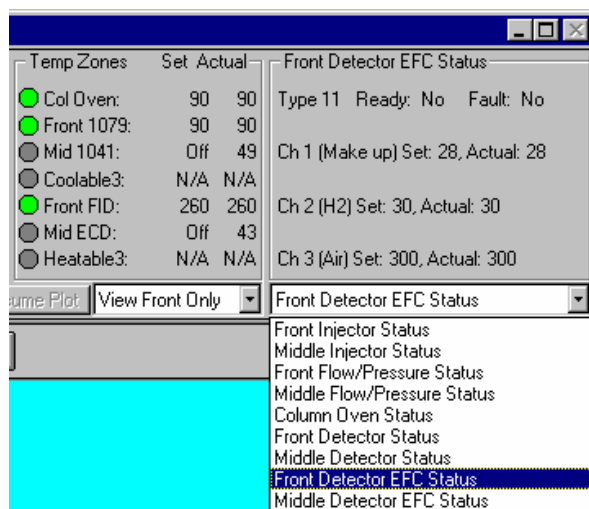 Temp Zones Set Actual
Col Oven: 90 90
Front 1079: 90 90
Mid 1041: Off 49
Coolable3: N/A N/A
Front FID: 260 260
Mid ECD: Off 43
Heatable3: N/A N/A
Front Detector EFC Status
Type 11 Ready: No Fault: No
Ch 1 (Make up) Set: 28, Actual: 28
Ch 2 (H2) Set: 30, Actual: 30
Ch 3 (Air) Set: 300, Actual: 300
ume Plot View Front Only
Front Detector EFC Status
Front Injector Status
Middle Injector Status
Front Flow/Pressure Status
Middle Flow/Pressure Status
Column Oven Status
Front Detector Status
Middle Detector Status
Front Detector EFC Status
Middle Detector EFC Status